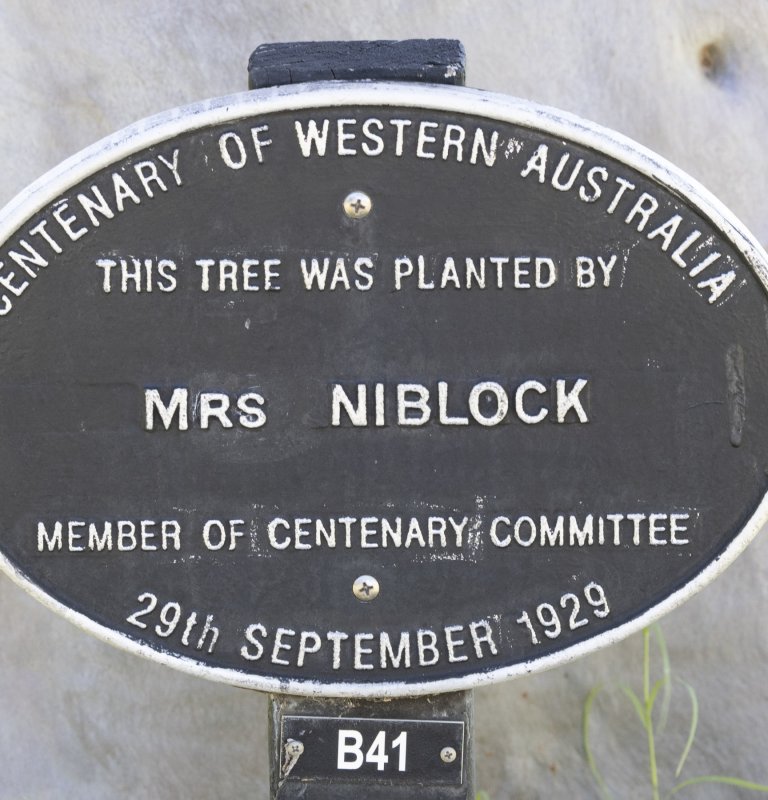 CENTENARY OF WESTERN AUSTRALIA
THIS TREE WAS PLANTED BY
MRS NIBLOCK
MEMBER OF CENTENARY COMMITTEE
29th SEPTEMBER 1929
B41